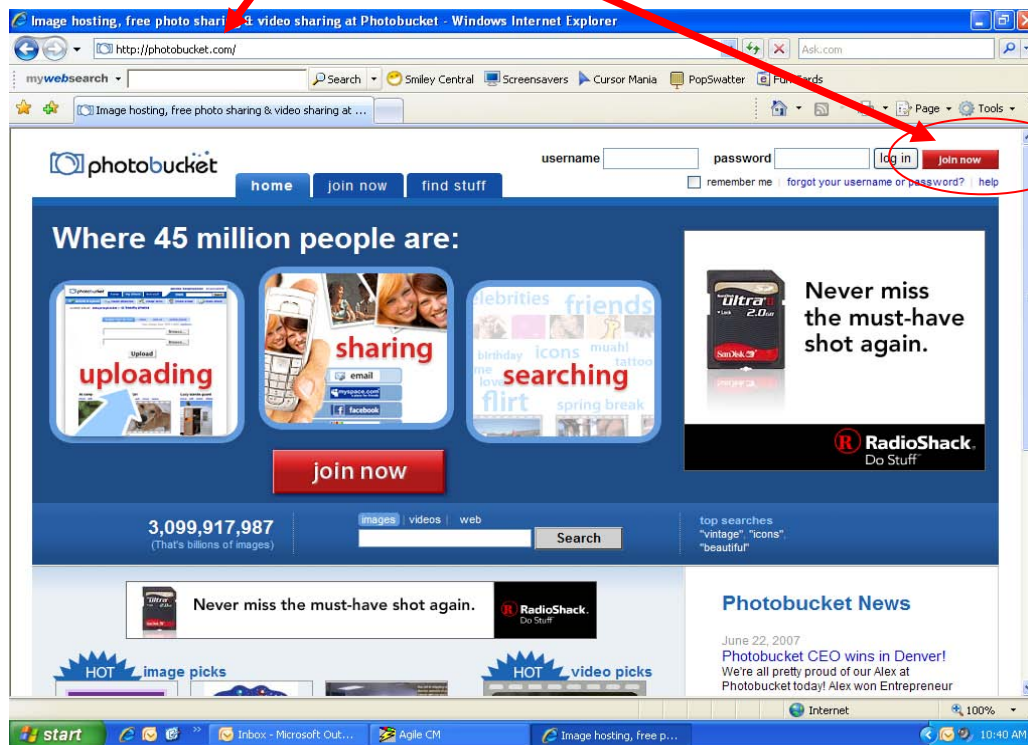 Image hosting, free photo sharing & video sharing at Photobucket - Windows Internet Explorer
http://photobucket.com/
Ask.com
mywebsearch
Search
Smiley Central
Screensavers
Cursor Mania
PopSwatter
Fun Cards
Image hosting, free photo sharing & video sharing at ...
Page
Tools
photobucket
username
password
log in
join now
home
join now
find stuff
remember me
forgot your username or password?
help
Where 45 million people are:
uploading
Upload
sharing
email
myspace.com
facebook
searching
celebrities
friends
birthday
icons
muah!
tattoo
me
love
flirt
spring break
join now
Ultra II
2.0GB
Lock
SanDisk
Never miss
the must-have
shot again.
RadioShack.
Do Stuff
3,099,917,987
(That's billions of images)
images | videos | web
Search
top searches
"vintage", "icons",
"beautiful"
Never miss the must-have shot again.
RadioShack.
Do Stuff
HOT image picks
HOT video picks
Photobucket News
June 22, 2007
Photobucket CEO wins in Denver!
We're all pretty proud of our Alex at
Photobucket today! Alex won Entrepreneur
Internet
100%
start
Inbox - Microsoft Out...
Agile CM
Image hosting, free p...
10:40 AM